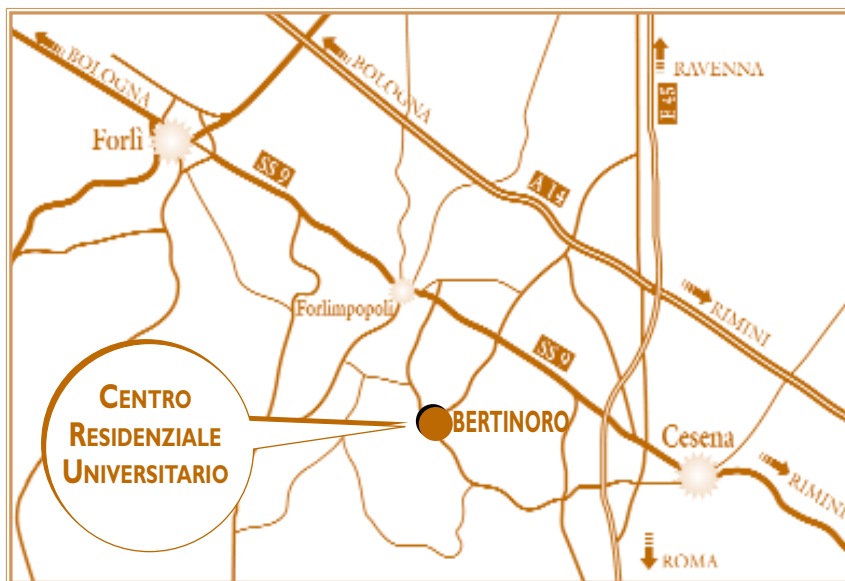 BOLOGNA
BOLOGNA
RAVENNA
E 45
Forlì
SS 9
A 14
Forlimpopoli
RIMINI
SS 9
CENTRO
RESIDENZIALE
UNIVERSITARIO
BERTINORO
Cesena
RIMINI
ROMA